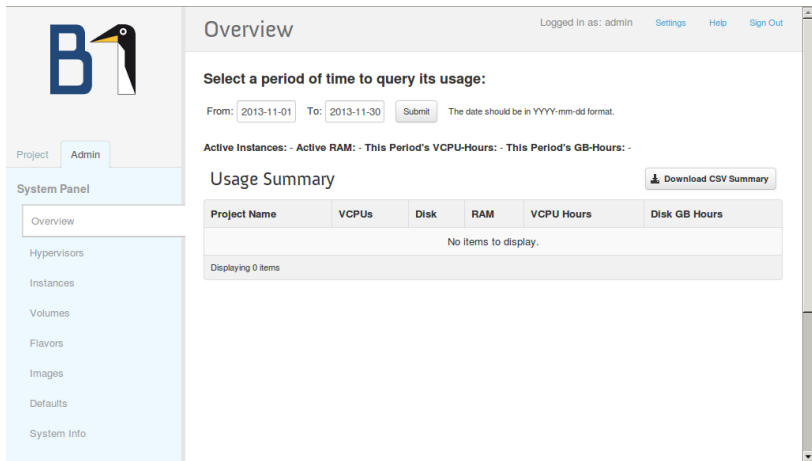 B1
Overview
Logged in as: admin Settings Help Sign Out
Select a period of time to query its usage:
From: 2013-11-01 To: 2013-11-30 Submit The date should be in YYYY-mm-dd format.
Active Instances: - Active RAM: - This Period's VCPU-Hours: - This Period's GB-Hours: -
Usage Summary
Download CSV Summary
Project Name VCPUs Disk RAM VCPU Hours Disk GB Hours
No items to display.
Displaying 0 items
Project Admin
System Panel
Overview
Hypervisors
Instances
Volumes
Flavors
Images
Defaults
System Info